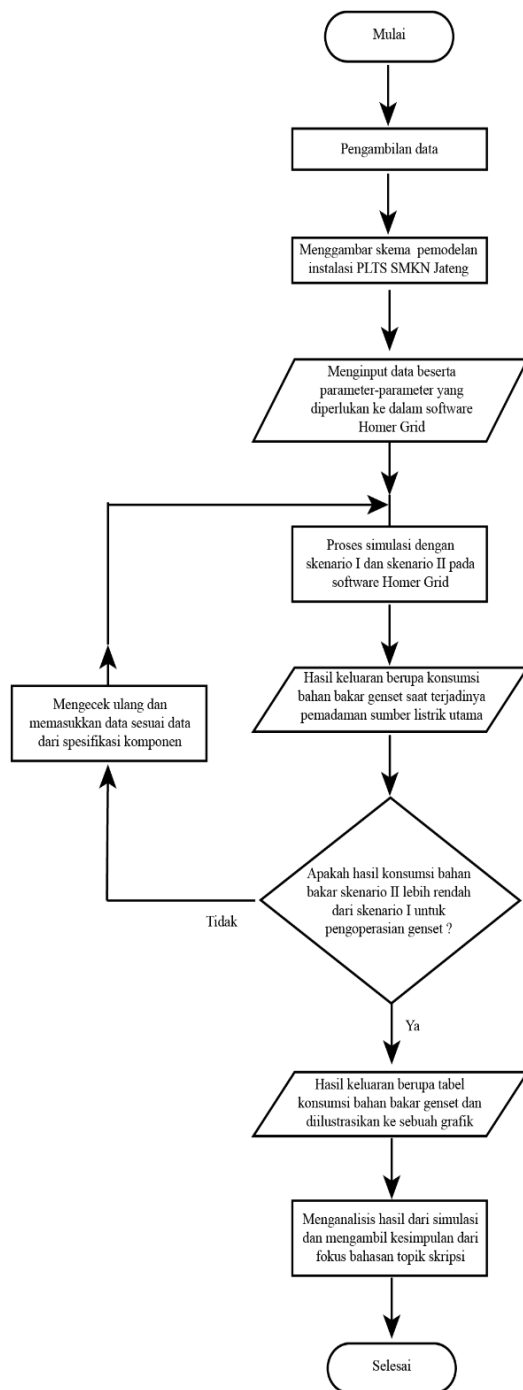 Mulai
Pengambilan data
Menggambar skema pemodelan
instalasi PLTS SMKN Jateng
Menginput data beserta
parameter-parameter yang
diperlukan ke dalam software
Homer Grid
Proses simulasi dengan
skenario I dan skenario II pada
software Homer Grid
Hasil keluaran berupa konsumsi
bahan bakar genset saat terjadinya
pemadaman sumber listrik utama
Mengecek ulang dan
memasukkan data sesuai data
dari spesifikasi komponen
Apakah hasil konsumsi bahan
bakar skenario II lebih rendah
dari skenario I untuk
pengoperasian genset ?
Tidak
Ya
Hasil keluaran berupa tabel
konsumsi bahan bakar genset dan
diilustrasikan ke sebuah grafik
Menganalisis hasil dari simulasi
dan mengambil kesimpulan dari
fokus bahasan topik skripsi
Selesai